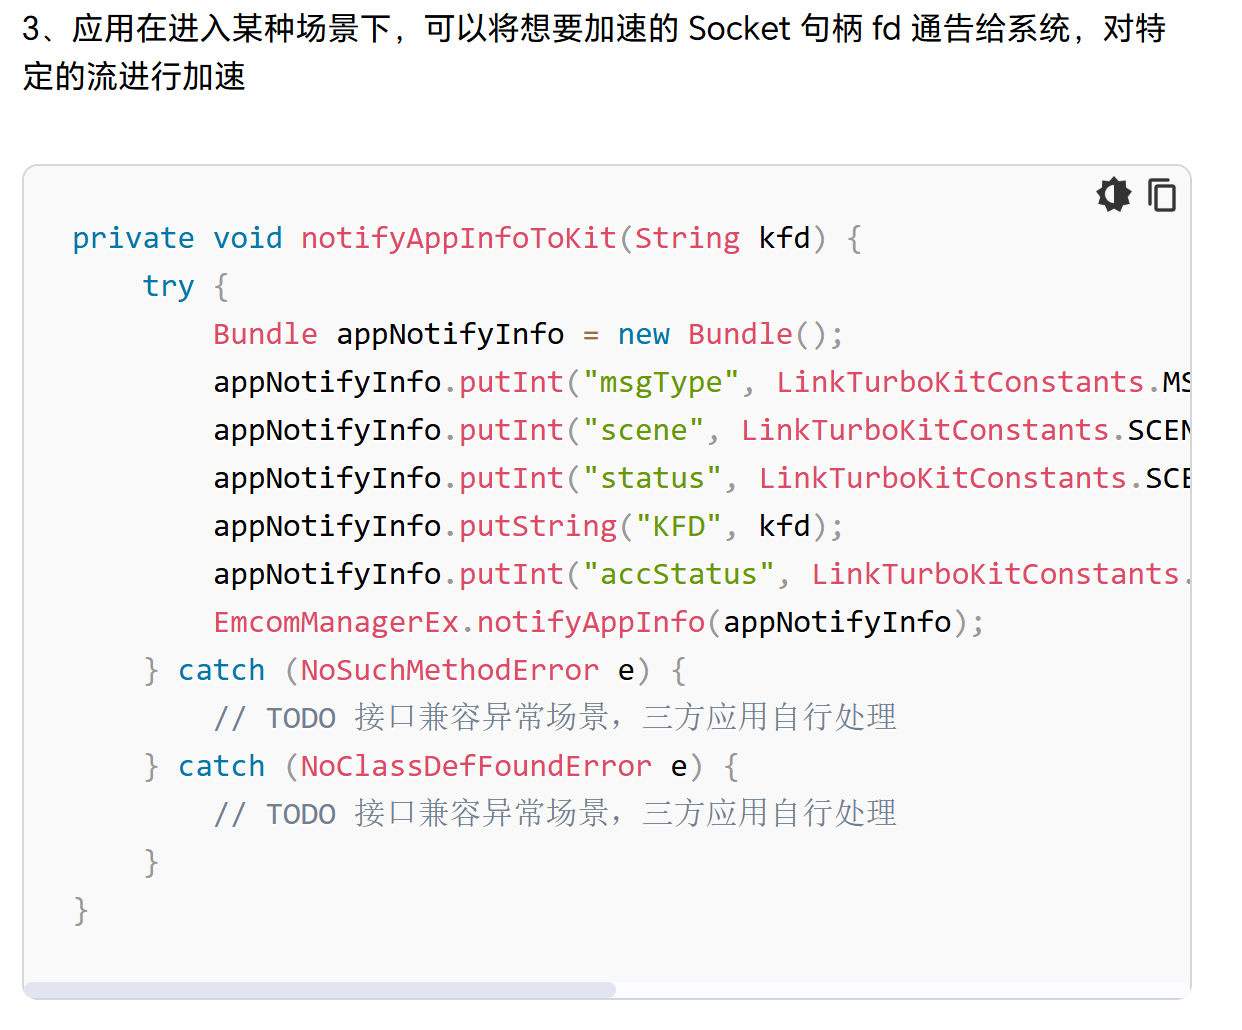 3、应用在进入某种场景下，可以将想要加速的 Socket 句柄 fd 通告给系统，对特
定的流进行加速
private void notifyAppInfoToKit(String kfd) {
    try {
        Bundle appNotifyInfo = new Bundle();
        appNotifyInfo.putInt("msgType", LinkTurboKitConstants.MS
        appNotifyInfo.putInt("scene", LinkTurboKitConstants.SCEN
        appNotifyInfo.putInt("status", LinkTurboKitConstants.SCE
        appNotifyInfo.putString("KFD", kfd);
        appNotifyInfo.putInt("accStatus", LinkTurboKitConstants.
        EmcomManagerEx.notifyAppInfo(appNotifyInfo);
    } catch (NoSuchMethodError e) {
        // TODO 接口兼容异常场景，三方应用自行处理
    } catch (NoClassDefFoundError e) {
        // TODO 接口兼容异常场景，三方应用自行处理
    }
}